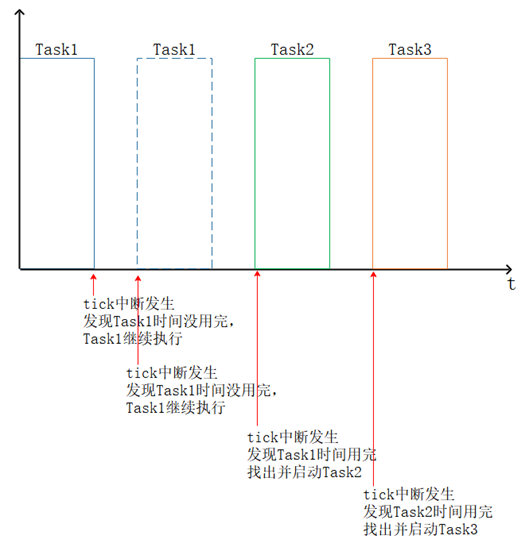 Task1
Task1
Task2
Task3
t
tick中断发生
发现Task1时间没用完，
Task1继续执行
tick中断发生
发现Task1时间没用完，
Task1继续执行
tick中断发生
发现Task1时间用完
找出并启动Task2
tick中断发生
发现Task2时间用完
找出并启动Task3